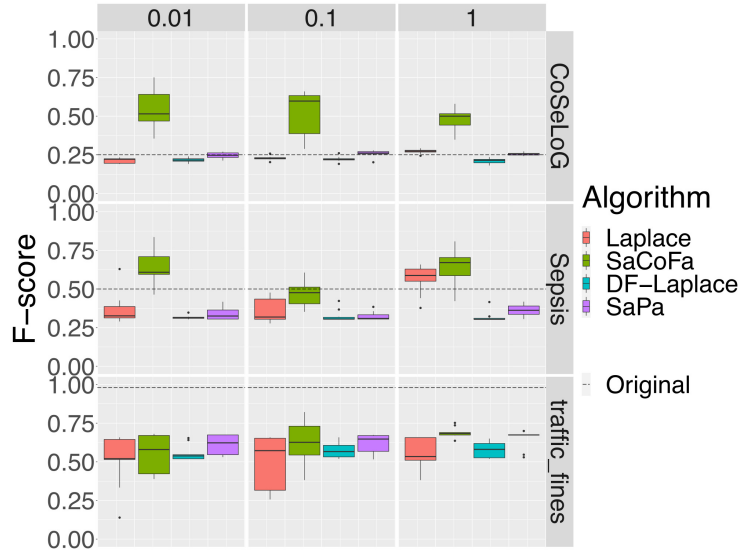 0.01 0.1 1
1.00
0.75
0.50
0.25
0.00
CoSeLoG
1.00
0.75
0.50
0.25
0.00
Sepsis
1.00
0.75
0.50
0.25
0.00
traffic_fines
F−score
Algorithm
Laplace
SaCoFa
DF−Laplace
SaPa
Original